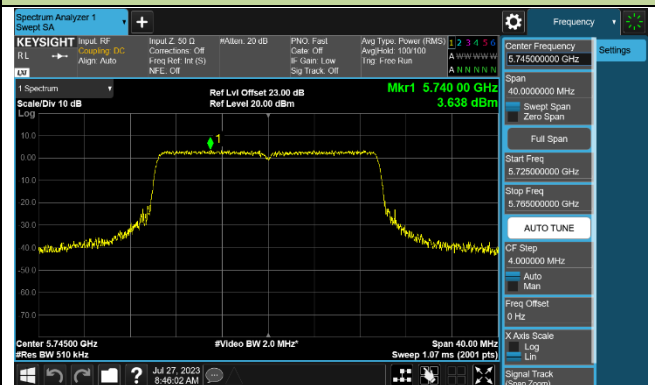 Spectrum Analyzer 1
Swept SA
Frequency
KEYSIGHT
RL
LXI
Input: RF
Coupling: DC
Align: Auto
Input Z: 50 Ω
Corrections: Off
Freq Ref: Int (S)
NFE: Off
#Atten: 20 dB
PNO: Fast
Gate: Off
IF Gain: Low
Sig Track: Off
Avg Type: Power (RMS)
Avg|Hold: 100/100
Trig: Free Run
1 2 3 4 5 6
A W W W W W
A N N N N N
1 Spectrum
Scale/Div 10 dB
Log
Ref Lvl Offset 23.00 dB
Ref Level 20.00 dBm
Mkr1 5.740 00 GHz
3.638 dBm
1
10.0
0.00
10.0
20.0
30.0
40.0
-50.0
60.0
70.0
Center 5.74500 GHz
#Res BW 510 kHz
#Video BW 2.0 MHz*
Span 40.00 MHz
Sweep 1.07 ms (2001 pts)
Center Frequency
5.745000000 GHz
Settings
Span
40.0000000 MHz
Swept Span
Zero Span
Full Span
Start Freq
5.725000000 GHz
Stop Freq
5.765000000 GHz
AUTO TUNE
CF Step
4.000000 MHz
Auto
Man
Freq Offset
0 Hz
X Axis Scale
Log
Lin
Signal Track
(Span Zoom)
Jul 27, 2023
8:46:02 AM